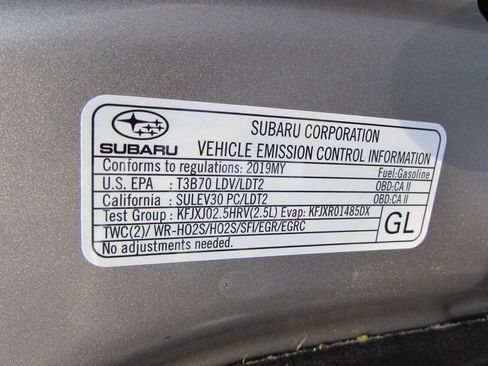 SUBARU
SUBARU CORPORATION
VEHICLE EMISSION CONTROL INFORMATION
Conforms to regulations: 2019MY Fuel:Gasoline
U.S. EPA : T3B70 LDV/LDT2 OBD:CA II
California : SULEV30 PC/LDT2 OBD:CA II
Test Group : KFJXJ02.5HRV(2.5L) Evap: KFJXR01485DX
TWC(2)/ WR-HO2S/HO2S/SFI/EGR/EGRC
No adjustments needed.
GL